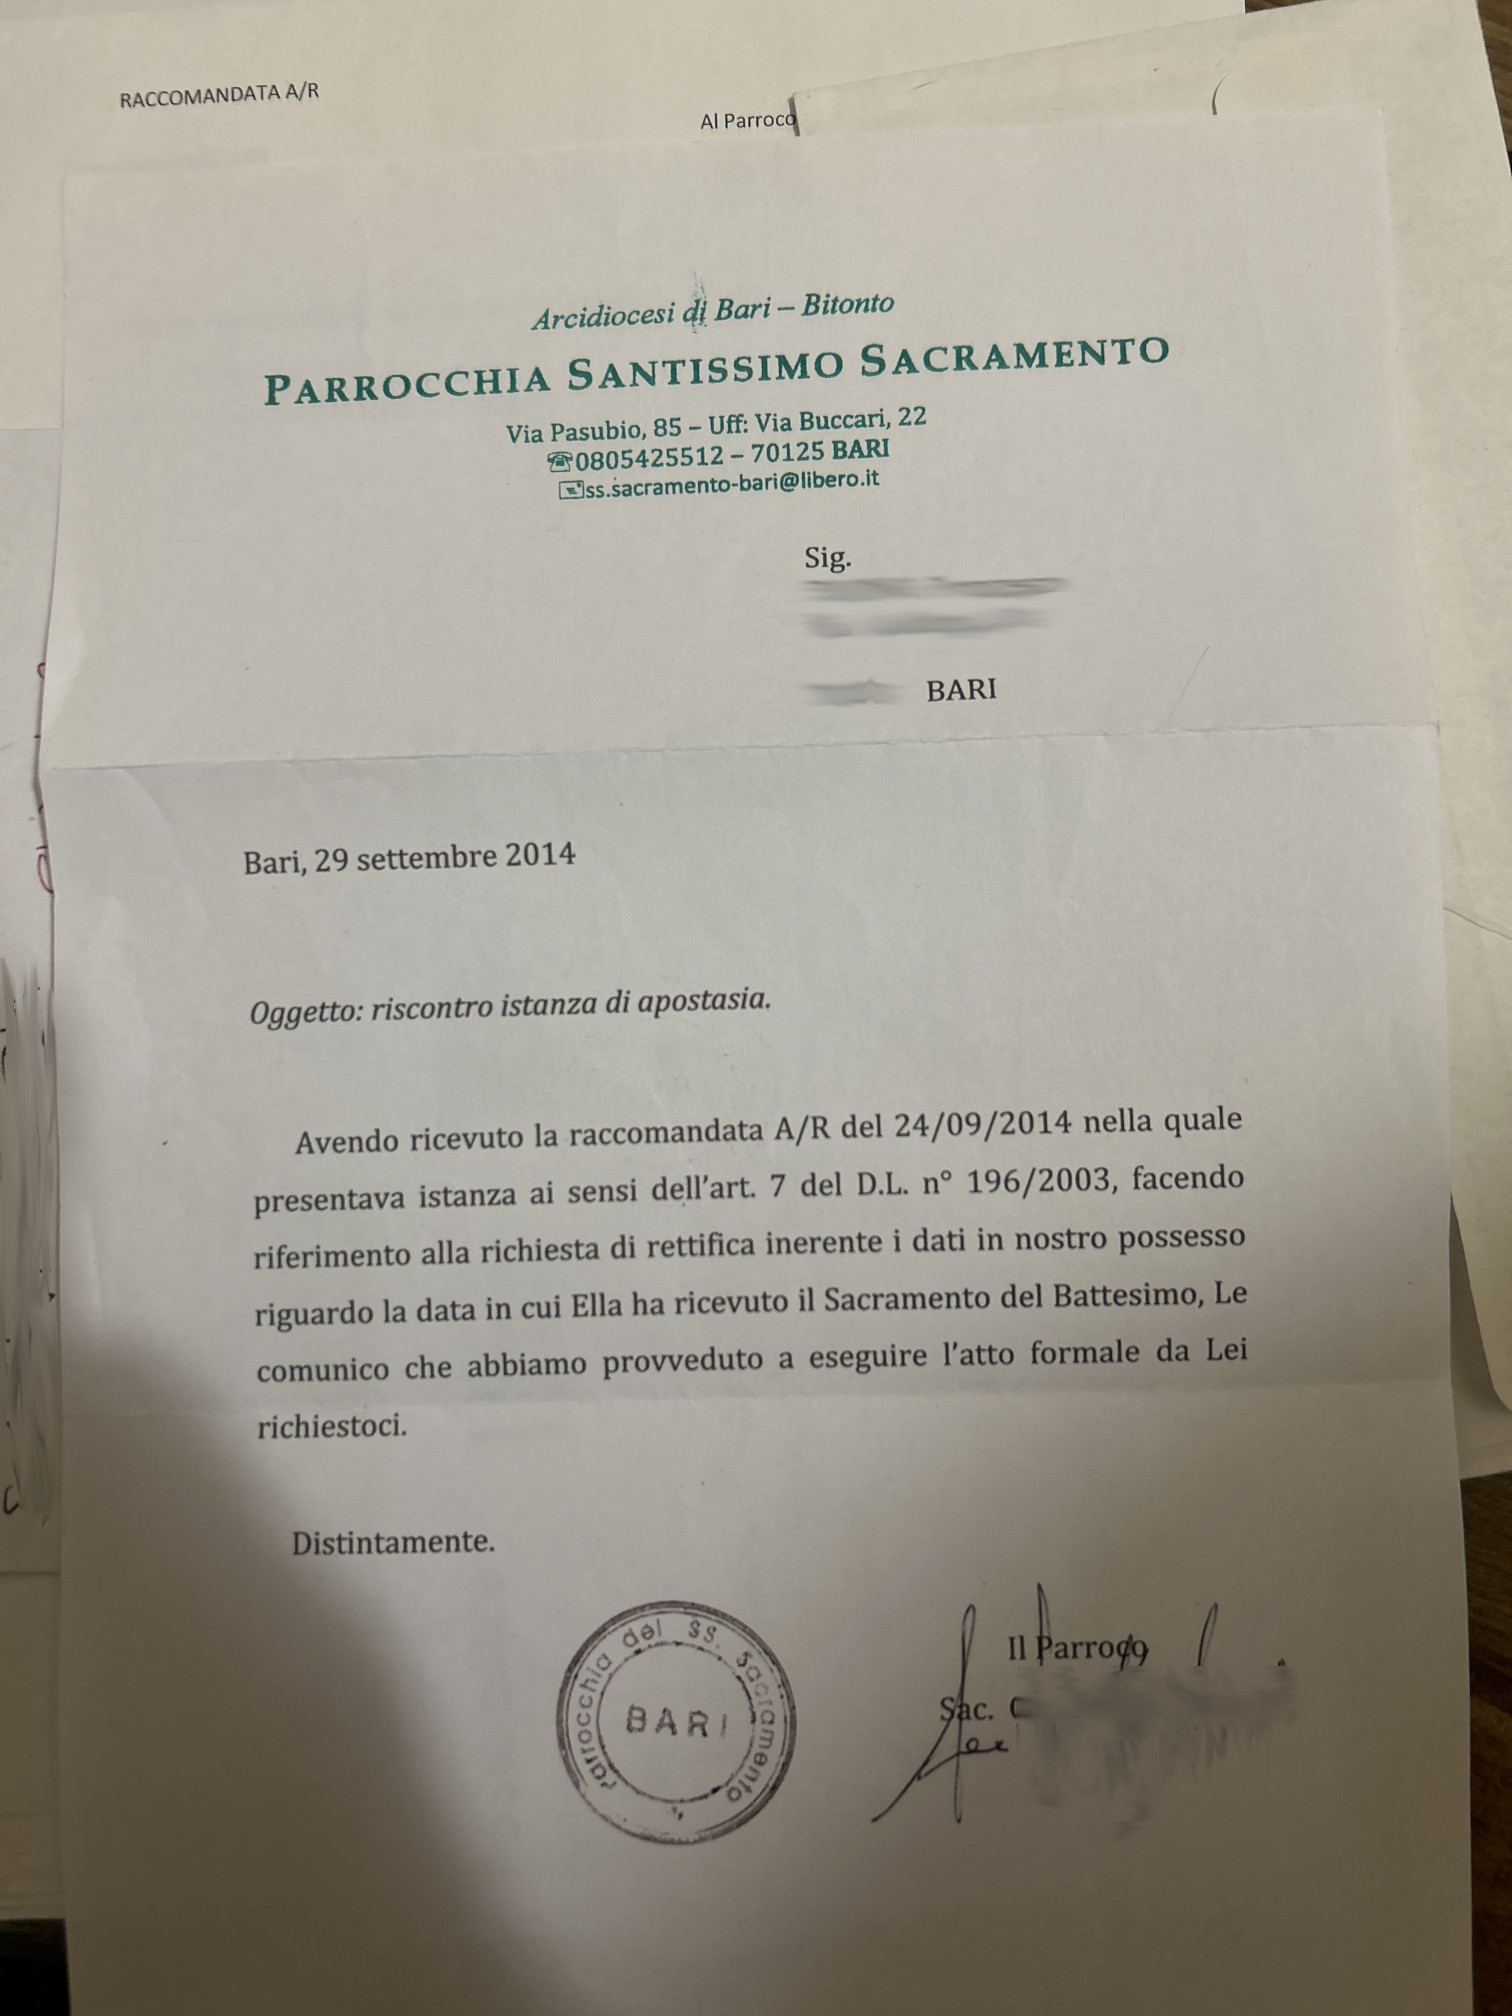 RACCOMANDATA A/R
Al Parroco
Arcidiocesi di Bari – Bitonto
PARROCCHIA SANTISSIMO SACRAMENTO
Via Pasubio, 85 – Uff: Via Buccari, 22
☎0805425512 – 70125 BARI
ss.sacramento-bari@libero.it
Sig.
BARI
Bari, 29 settembre 2014
Oggetto: riscontro istanza di apostasia.
Avendo ricevuto la raccomandata A/R del 24/09/2014 nella quale
presentava istanza ai sensi dell'art. 7 del D.L. n° 196/2003, facendo
riferimento alla richiesta di rettifica inerente i dati in nostro possesso
riguardo la data in cui Ella ha ricevuto il Sacramento del Battesimo, Le
comunico che abbiamo provveduto a eseguire l'atto formale da Lei
richiestoci.
Distintamente.
Parrocchia del SS. Sacramento
BARI
Il Parroco
Sac.